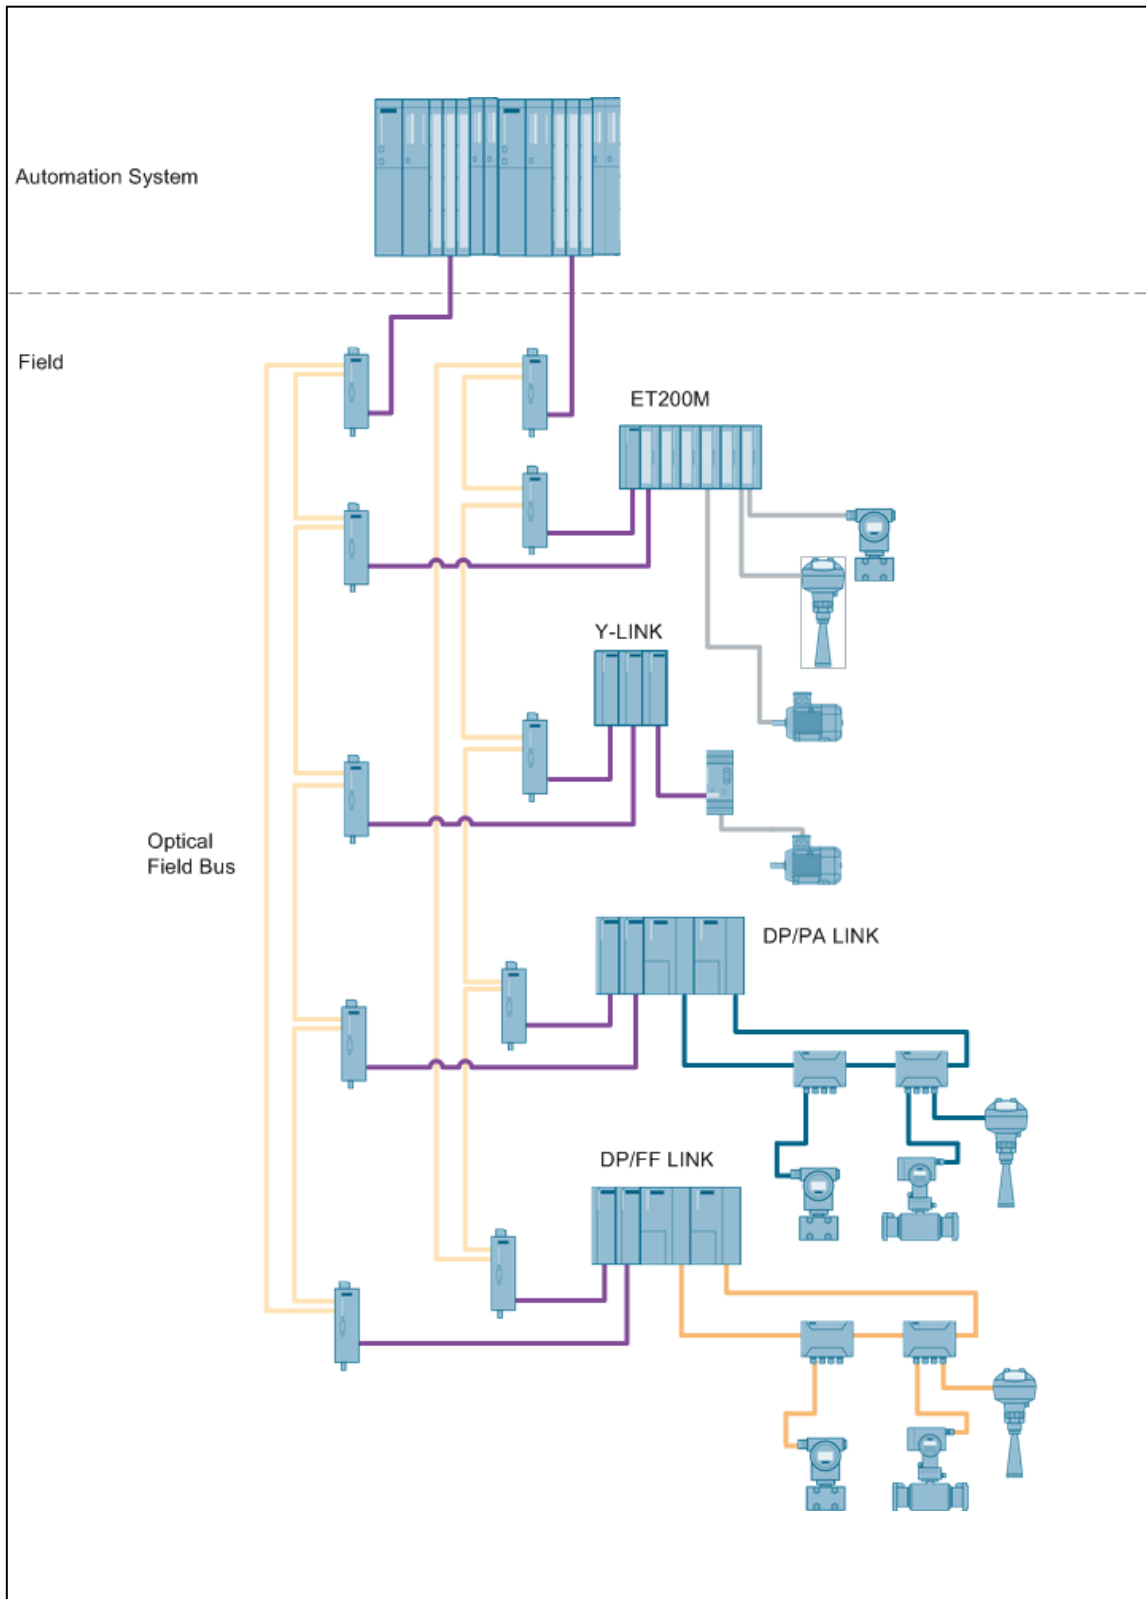 Automation System
Field
ET200M
Y-LINK
Optical
Field Bus
DP/PA LINK
DP/FF LINK